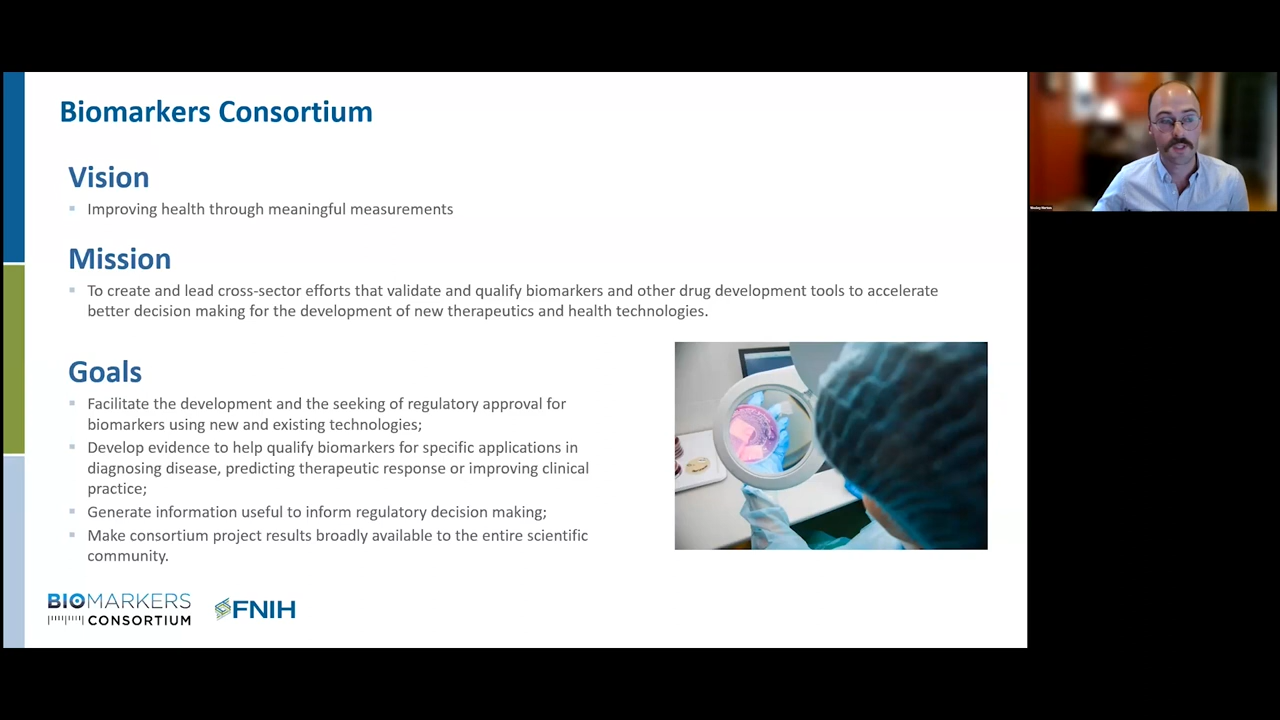 Biomarkers Consortium
Vision
▪ Improving health through meaningful measurements
Mission
▪ To create and lead cross-sector efforts that validate and qualify biomarkers and other drug development tools to accelerate
better decision making for the development of new therapeutics and health technologies.
Goals
▪ Facilitate the development and the seeking of regulatory approval for
biomarkers using new and existing technologies;
▪ Develop evidence to help qualify biomarkers for specific applications in
diagnosing disease, predicting therapeutic response or improving clinical
practice;
▪ Generate information useful to inform regulatory decision making;
▪ Make consortium project results broadly available to the entire scientific
community.
BIOMARKERS
CONSORTIUM
FNIH